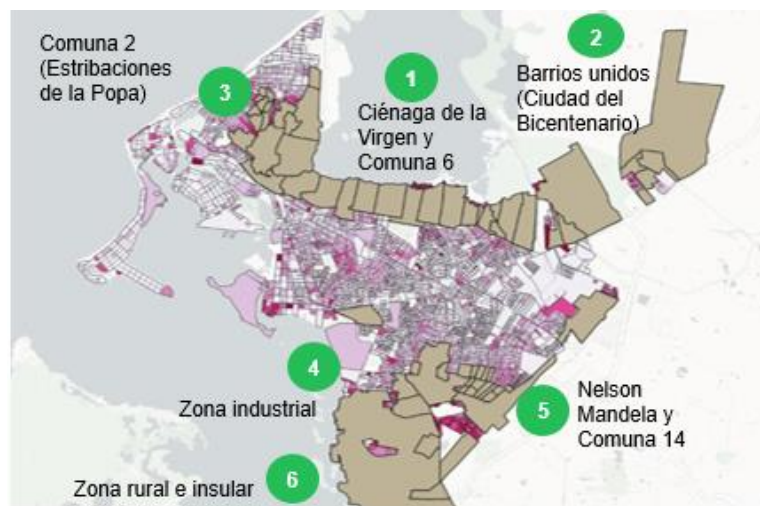 Comuna 2
(Estribaciones
de la Popa)
3
1
Ciénaga de la
Virgen y
Comuna 6
2
Barrios unidos
(Ciudad del
Bicentenario)
4
Zona industrial
5
Nelson
Mandela y
Comuna 14
6
Zona rural e insular